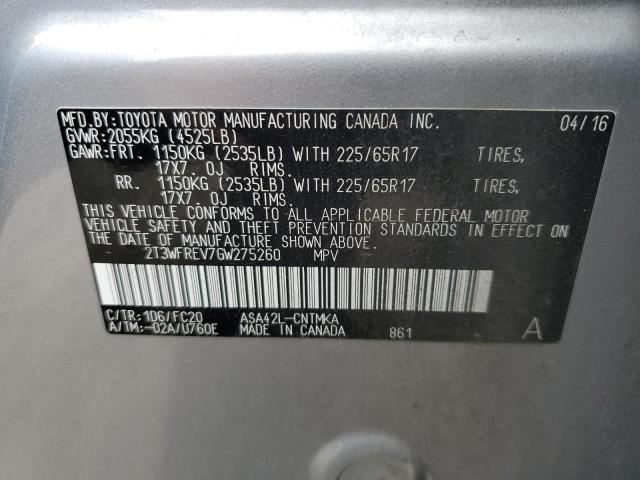 MFD.BY:TOYOTA MOTOR MANUFACTURING CANADA INC. 04/16
GVWR:2055KG (4525LB)
GAWR:FRT. 1150KG (2535LB) WITH 225/65R17 TIRES,
17X7. 0J RIMS.
RR. 1150KG (2535LB) WITH 225/65R17 TIRES,
17X7. 0J RIMS.
THIS VEHICLE CONFORMS TO ALL APPLICABLE FEDERAL MOTOR
VEHICLE SAFETY AND THEFT PREVENTION STANDARDS IN EFFECT ON
THE DATE OF MANUFACTURE SHOWN ABOVE.
2T3WFREV7GW275260 MPV
C/TR:1D6/FC20 ASA42L-CNTMKA
A/TM:-02A/U760E MADE IN CANADA 861 A